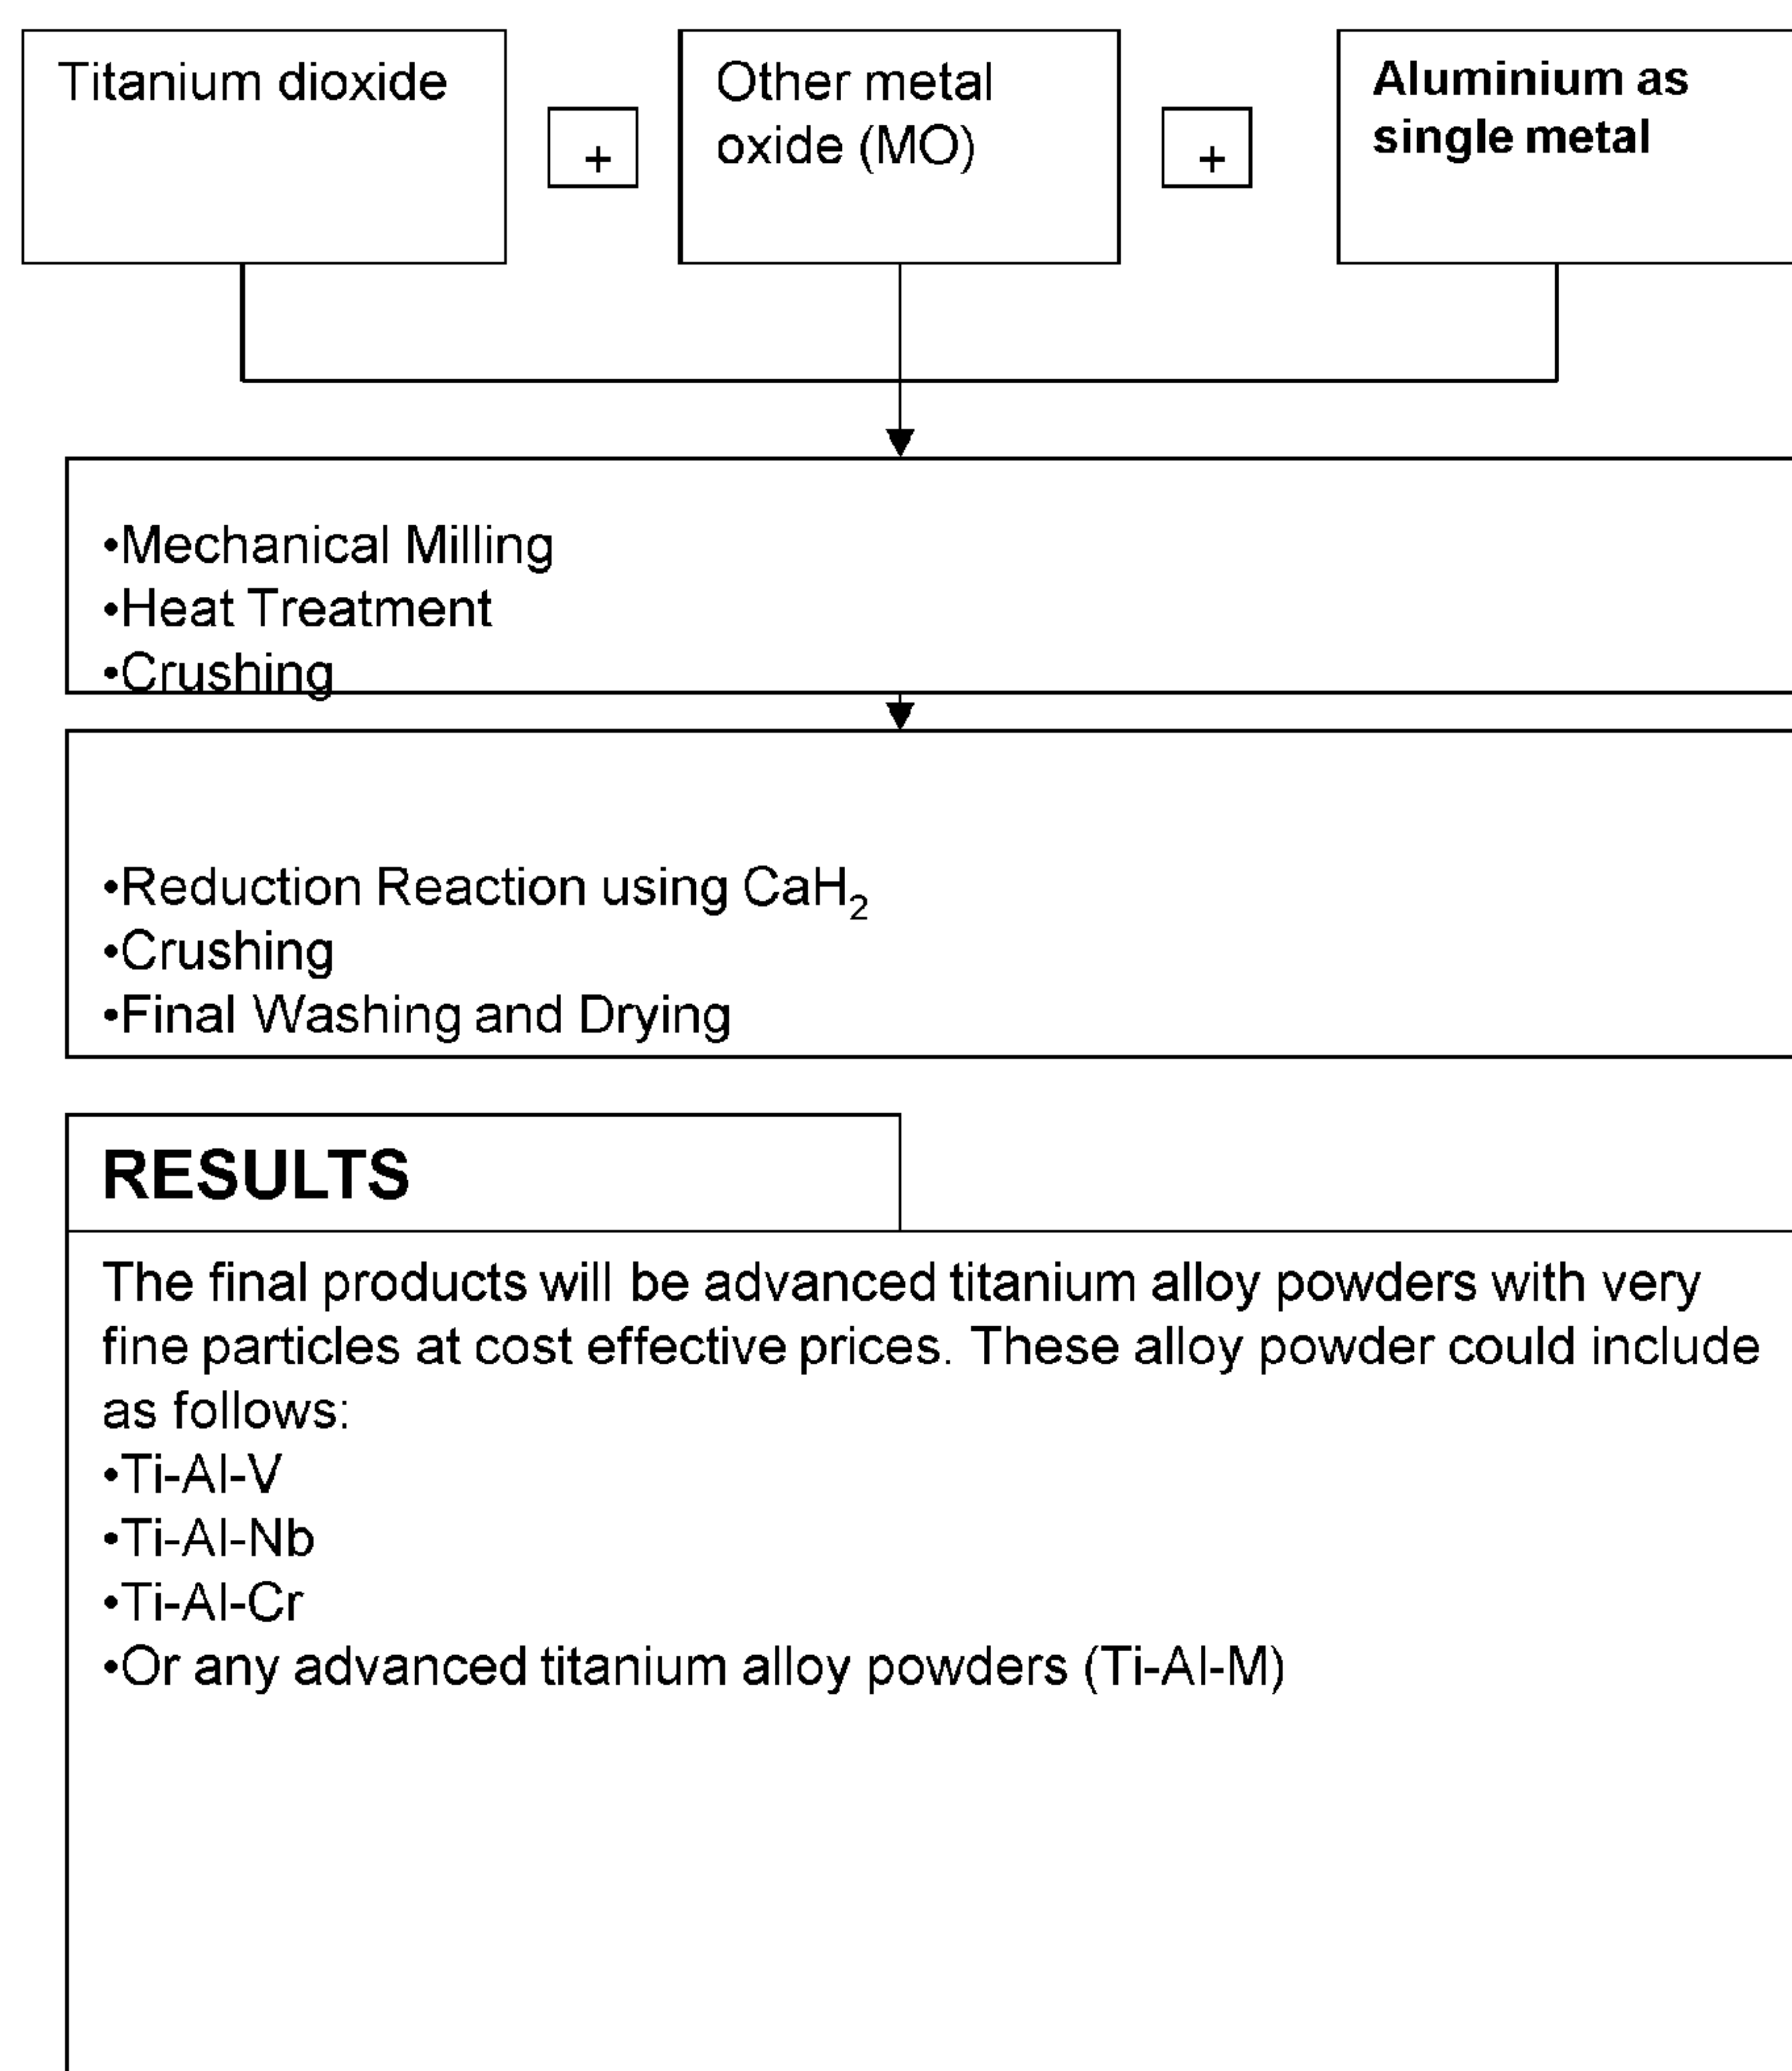 Titanium dioxide
+
Other metal
oxide (MO)
+
Aluminium as
single metal
•Mechanical Milling
•Heat Treatment
•Crushing
•Reduction Reaction using CaH₂
•Crushing
•Final Washing and Drying
RESULTS
The final products will be advanced titanium alloy powders with very
fine particles at cost effective prices. These alloy powder could include
as follows:
•Ti-Al-V
•Ti-Al-Nb
•Ti-Al-Cr
•Or any advanced titanium alloy powders (Ti-Al-M)